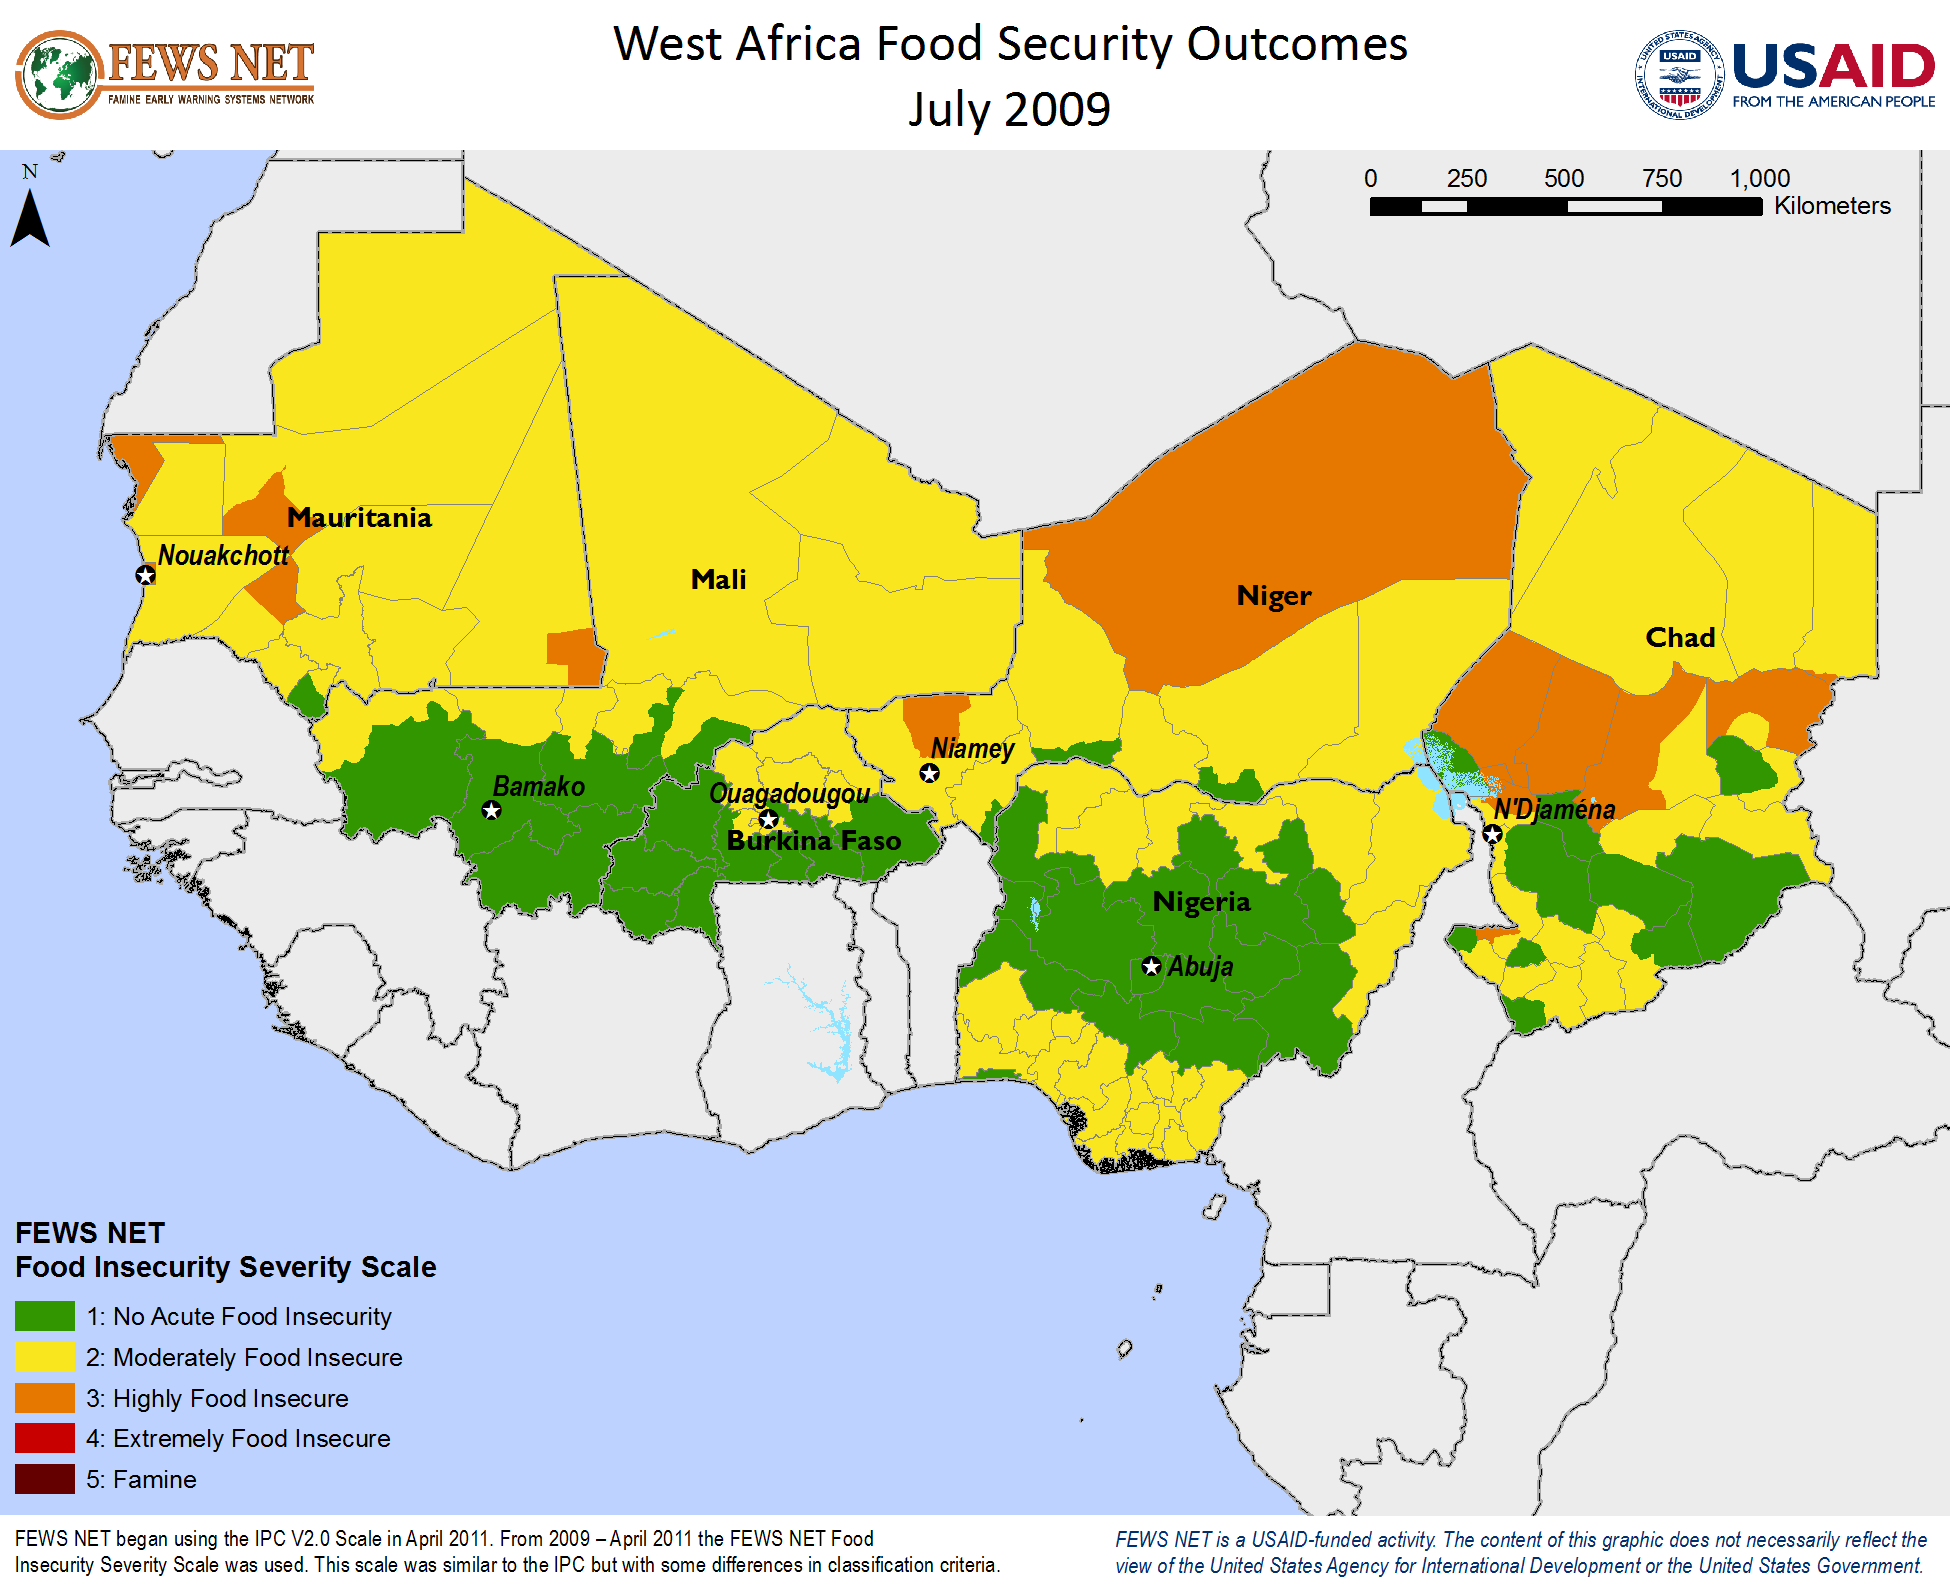 FEWS NET
FAMINE EARLY WARNING SYSTEMS NETWORK
West Africa Food Security Outcomes
July 2009
UNITED STATES AGENCY
USAID
INTERNATIONAL DEVELOPMENT
USAID
FROM THE AMERICAN PEOPLE
N
0 250 500 750 1,000
Kilometers
Mauritania
Nouakchott
Mali
Niger
Chad
Niamey
Bamako
Ouagadougou
N'Djaména
Burkina Faso
Nigeria
Abuja
FEWS NET
Food Insecurity Severity Scale
1: No Acute Food Insecurity
2: Moderately Food Insecure
3: Highly Food Insecure
4: Extremely Food Insecure
5: Famine
FEWS NET began using the IPC V2.0 Scale in April 2011. From 2009 – April 2011 the FEWS NET Food
Insecurity Severity Scale was used. This scale was similar to the IPC but with some differences in classification criteria.
FEWS NET is a USAID-funded activity. The content of this graphic does not necessarily reflect the
view of the United States Agency for International Development or the United States Government.